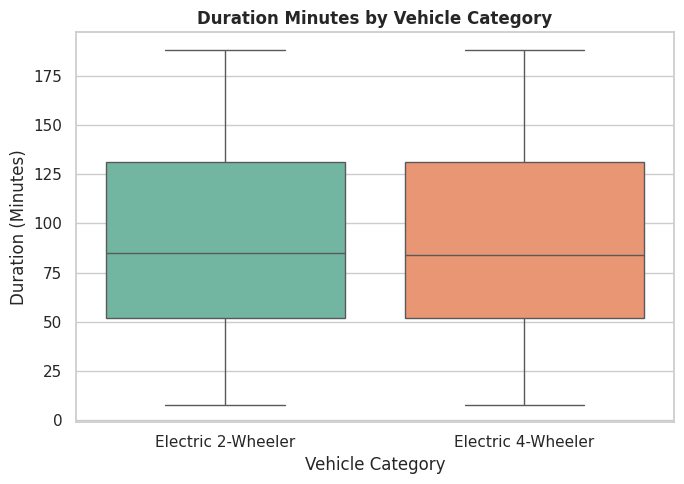 Duration Minutes by Vehicle Category
Duration (Minutes)
175
150
125
100
75
50
25
0
Electric 2-Wheeler Electric 4-Wheeler
Vehicle Category